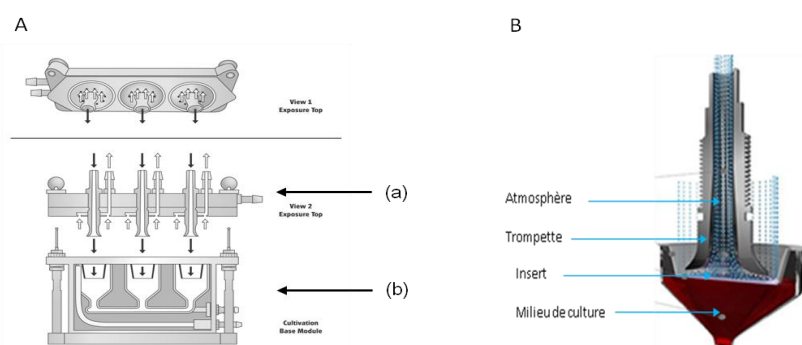 A
View 1
Exposure Top
(a)
View 2
Exposure Top
(b)
Cultivation
Base Module
B
Atmosphère
Trompette
Insert
Milieu de culture